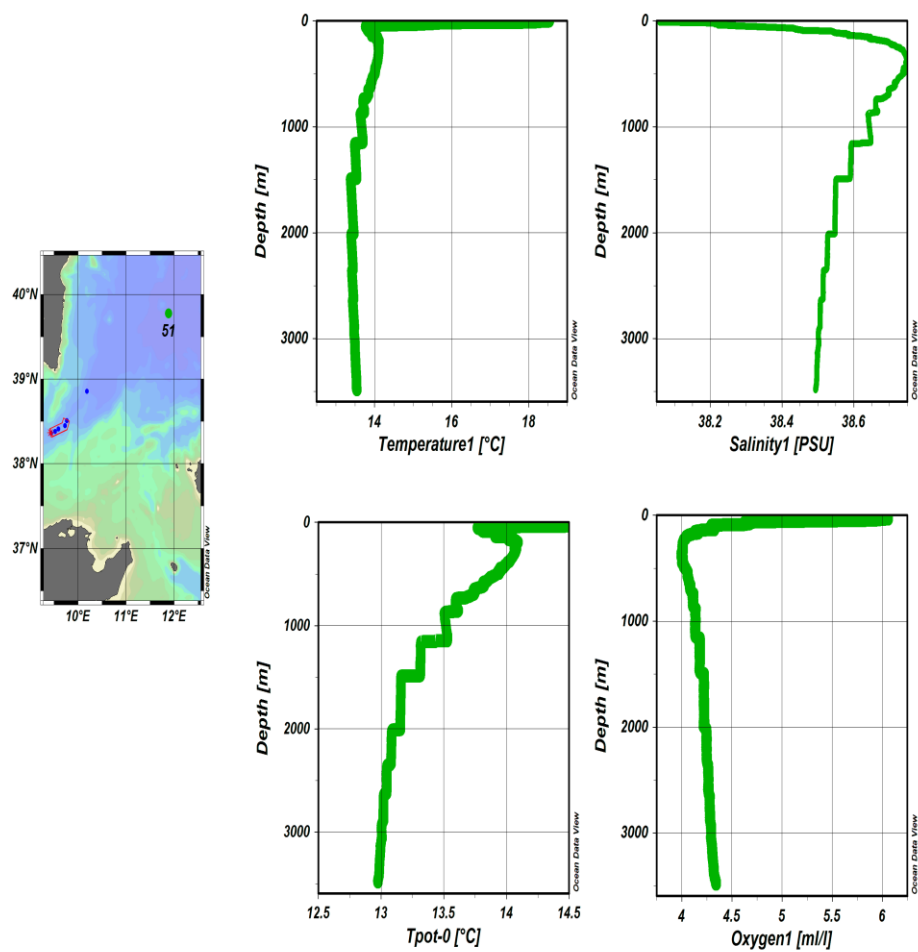 0
1000
2000
3000
Depth [m]
14
16
18
Temperature1 [°C]
Ocean Data View
0
1000
2000
3000
Depth [m]
38.2
38.4
38.6
Salinity1 [PSU]
Ocean Data View
40°N
39°N
38°N
37°N
51
10°E
11°E
12°E
Ocean Data View
0
1000
2000
3000
Depth [m]
12.5
13
13.5
14
14.5
Tpot-0 [°C]
Ocean Data View
0
1000
2000
3000
Depth [m]
4
4.5
5
5.5
6
Oxygen1 [ml/l]
Ocean Data View